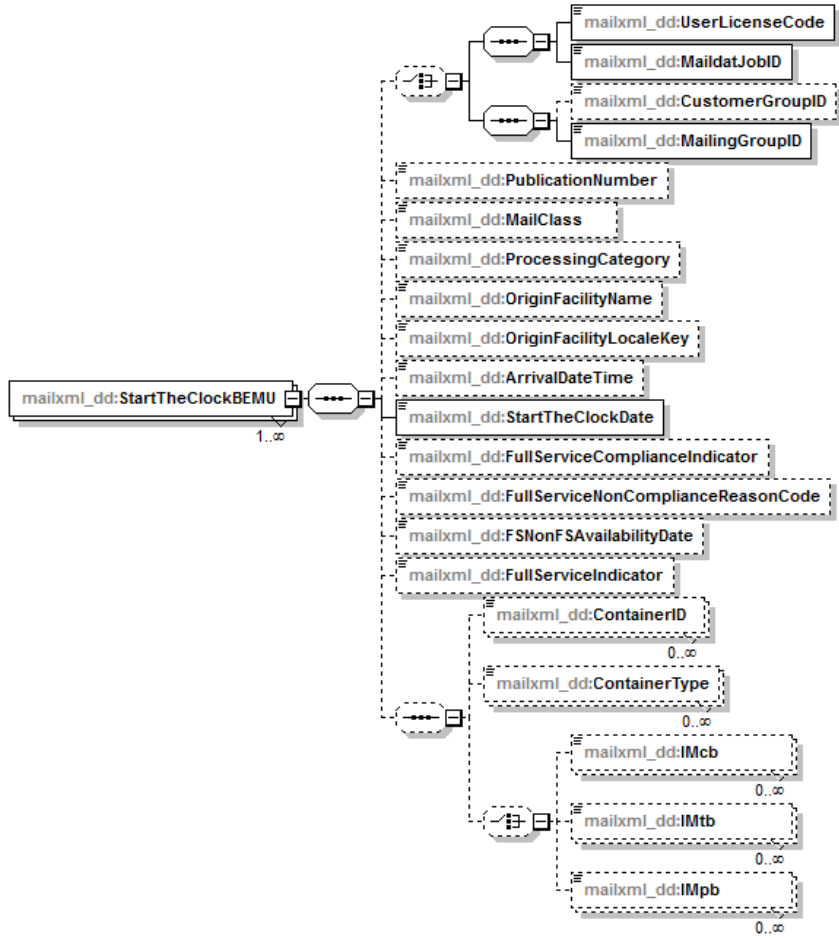 mailxml_dd:UserLicenseCode
mailxml_dd:MaildatJobID
mailxml_dd:CustomerGroupID
mailxml_dd:MailingGroupID
mailxml_dd:PublicationNumber
mailxml_dd:MailClass
mailxml_dd:ProcessingCategory
mailxml_dd:OriginFacilityName
mailxml_dd:OriginFacilityLocaleKey
mailxml_dd:ArrivalDateTime
mailxml_dd:StartTheClockBEMU
1..∞
mailxml_dd:StartTheClockDate
mailxml_dd:FullServiceComplianceIndicator
mailxml_dd:FullServiceNonComplianceReasonCode
mailxml_dd:FSNonFSAvailabilityDate
mailxml_dd:FullServiceIndicator
mailxml_dd:ContainerID
0..∞
mailxml_dd:ContainerType
0..∞
mailxml_dd:IMcb
0..∞
mailxml_dd:IMtb
0..∞
mailxml_dd:IMpb
0..∞